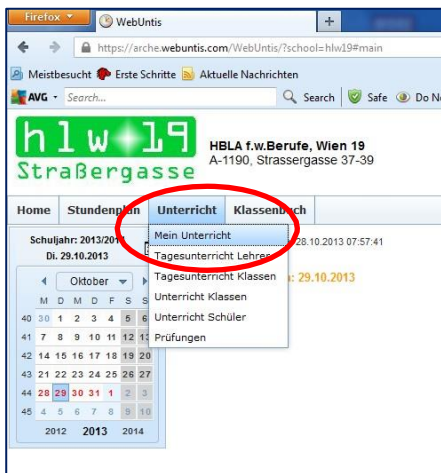 Firefox
WebUntis
https://arche.webuntis.com/WebUntis/?school=hlw19#main
Meistbesucht Erste Schritte Aktuelle Nachrichten
AVG Search... Search Safe Do
hlw 19
Straßergasse
HBLA f.w.Berufe, Wien 19
A-1190, Strassergasse 37-39
Home Stundenplan Unterricht Klassenbuch
Schuljahr: 2013/201
Di. 29.10.2013
Mein Unterricht
Tagesunterricht Lehrer
Tagesunterricht Klassen
Unterricht Klassen
Unterricht Schüler
Prüfungen
28.10.2013 07:57:41
: 29.10.2013
Oktober
M D M D F S S
40 30 1 2 3 4 5 6
41 7 8 9 10 11 12 13
42 14 15 16 17 18 19 20
43 21 22 23 24 25 26 27
44 28 29 30 31 1 2 3
45 4 5 6 7 8 9 10
2012 2013 2014